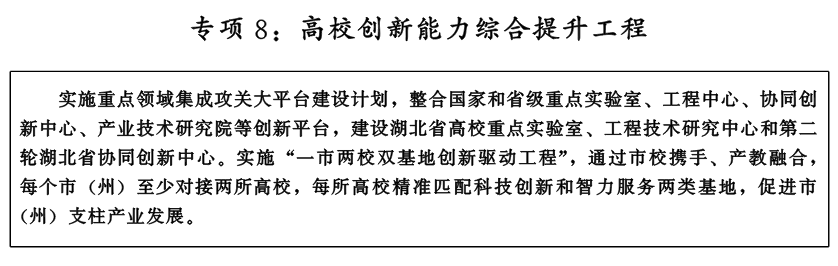 专项 8：高校创新能力综合提升工程
实施重点领域集成攻关大平台建设计划，整合国家和省级重点实验室、工程中心、协同创
新中心、产业技术研究院等创新平台，建设湖北省高校重点实验室、工程技术研究中心和第二
轮湖北省协同创新中心。实施“一市两校双基地创新驱动工程”，通过市校携手、产教融合，
每个市（州）至少对接两所高校，每所高校精准匹配科技创新和智力服务两类基地，促进市
（州）支柱产业发展。